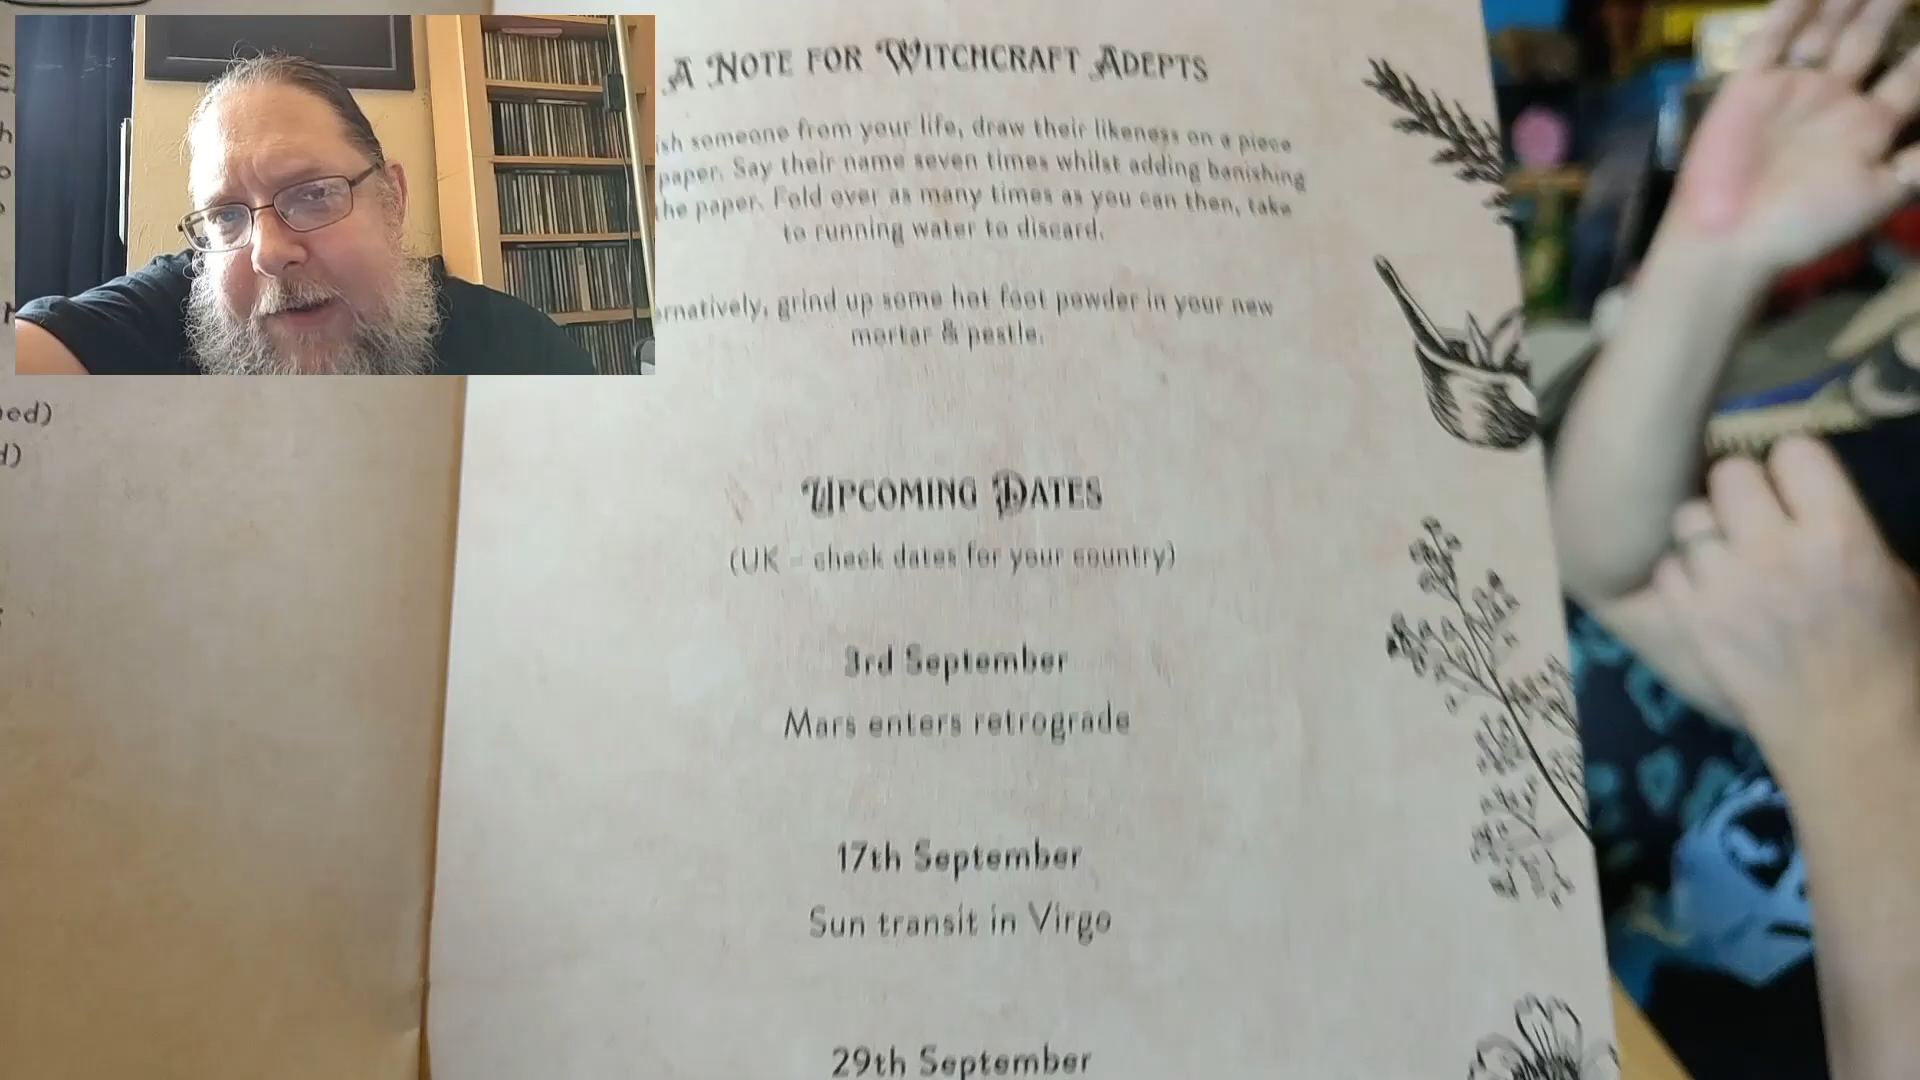 A Note for Witchcraft Adepts
someone from your life, draw their likeness on a piece
paper. Say their name seven times whilst adding banishing
the paper. Fold over as many times as you can then, take
to running water to discard.
grind up some hot foot powder in your new
mortar & pestle.
Upcoming Dates
(UK - check dates for your country)
3rd September
Mars enters retrograde
17th September
Sun transit in Virgo
29th September